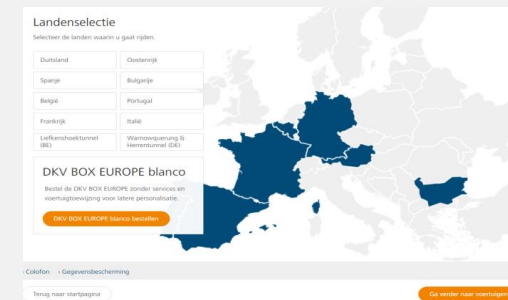 Landenselectie
Selecteer de landen waarin u gaat rijden.
Duitsland
Oostenrijk
Spanje
Bulgarije
België
Portugal
Frankrijk
Italië
Liefkenshoektunnel
(BE)
Warnowquerung &
Herrentunnel (DE)
DKV BOX EUROPE blanco
Bestel de DKV BOX EUROPE zonder services en
voertuigtoewijzing voor latere personalisatie.
DKV BOX EUROPE blanco bestellen
› Colofon › Gegevensbescherming
Terug naar startpagina
Ga verder naar voertuigen